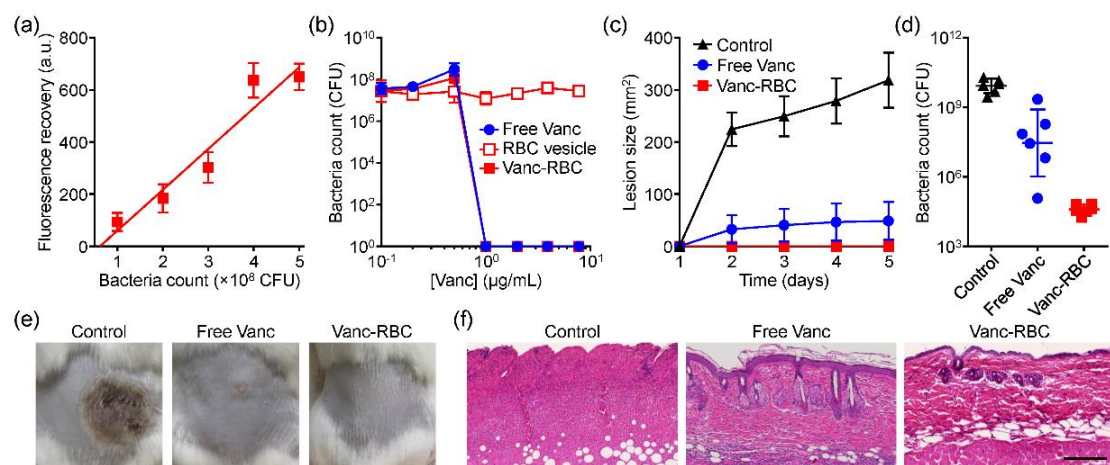 (a)
Fluorescence recovery (a.u.)
800
600
400
200
0
1 2 3 4 5
Bacteria count (×10⁸ CFU)
(b)
Bacteria count (CFU)
10¹⁰
10⁸
10⁶
10⁴
10²
10⁰
10⁻¹ 10⁰ 10¹
[Vanc] (µg/mL)
Free Vanc
RBC vesicle
Vanc-RBC
(c)
Lesion size (mm²)
400
300
200
100
0
1 2 3 4 5
Time (days)
Control
Free Vanc
Vanc-RBC
(d)
Bacteria count (CFU)
10¹²
10⁹
10⁶
10³
Control
Free Vanc
Vanc-RBC
(e)
Control Free Vanc Vanc-RBC
(f)
Control Free Vanc Vanc-RBC